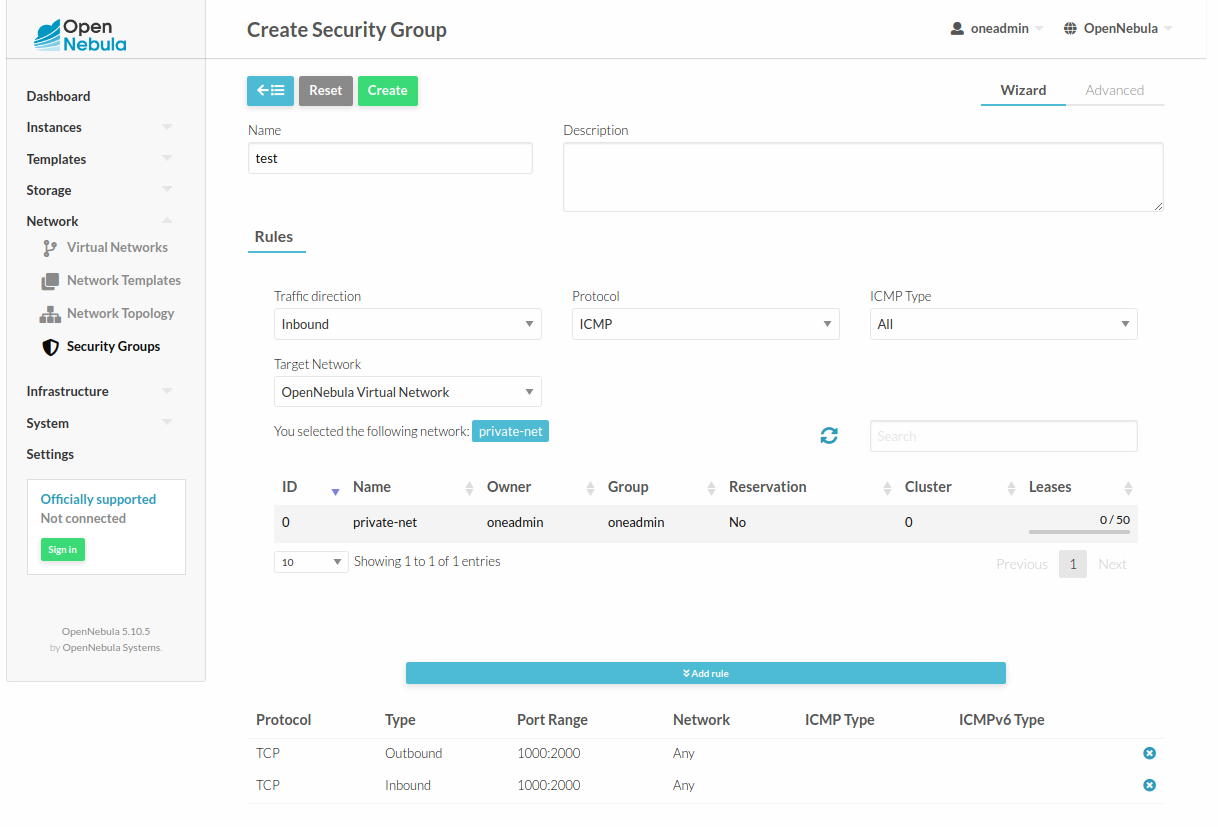 Open
Nebula
Create Security Group
oneadmin
OpenNebula
Dashboard
Instances
Templates
Storage
Network
Virtual Networks
Network Templates
Network Topology
Security Groups
Infrastructure
System
Settings
Officially supported
Not connected
Sign in
OpenNebula 5.10.5
by OpenNebula Systems.
Reset
Create
Wizard
Advanced
Name
Description
test
Rules
Traffic direction
Protocol
ICMP Type
Inbound
ICMP
All
Target Network
OpenNebula Virtual Network
You selected the following network: private-net
Search
ID Name Owner Group Reservation Cluster Leases
0 private-net oneadmin oneadmin No 0 0 / 50
10 Showing 1 to 1 of 1 entries
Previous 1 Next
Add rule
Protocol Type Port Range Network ICMP Type ICMPv6 Type
TCP Outbound 1000:2000 Any
TCP Inbound 1000:2000 Any